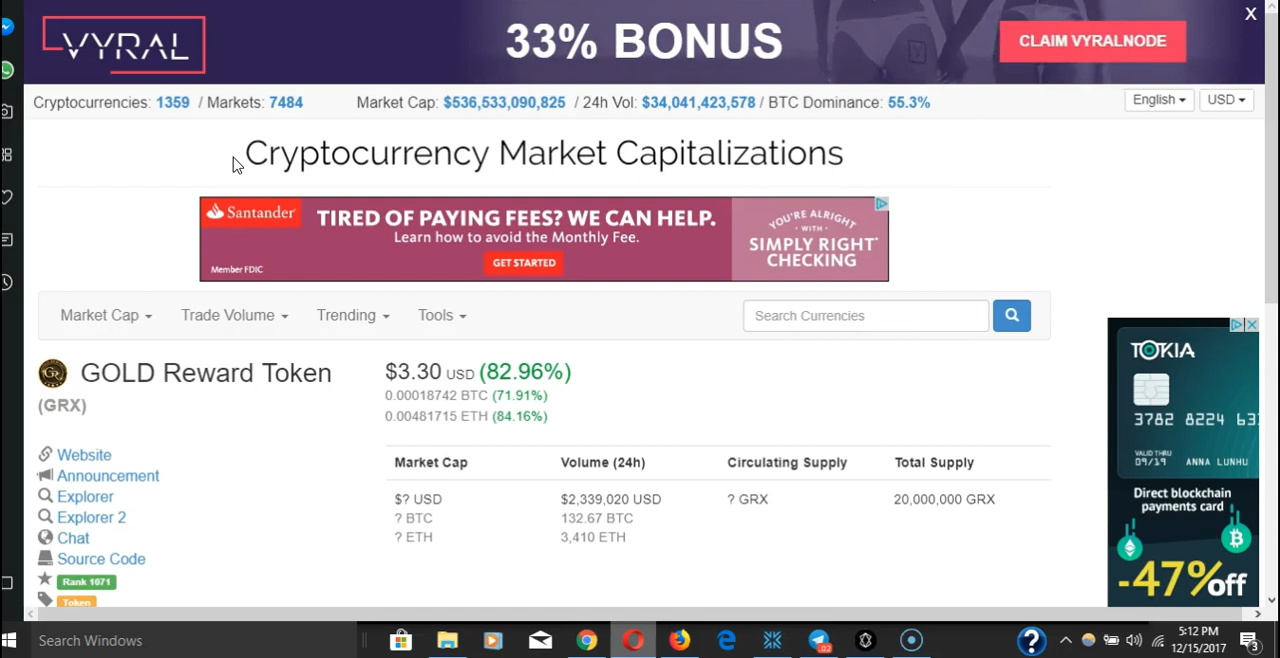 VYRAL
33% BONUS
CLAIM VYRALNODE
X
Cryptocurrencies: 1359 / Markets: 7484
Market Cap: $536,533,090,825 / 24h Vol: $34,041,423,578 / BTC Dominance: 55.3%
English
USD
Cryptocurrency Market Capitalizations
Santander
TIRED OF PAYING FEES? WE CAN HELP.
Learn how to avoid the Monthly Fee.
GET STARTED
Member FDIC
YOU'RE ALRIGHT
WITH
SIMPLY RIGHT
CHECKING
Market Cap
Trade Volume
Trending
Tools
Search Currencies
GR
GOLD Reward Token
(GRX)
$3.30 USD (82.96%)
0.00018742 BTC (71.91%)
0.00481715 ETH (84.16%)
Website
Announcement
Explorer
Explorer 2
Chat
Source Code
Rank 1071
Token
Market Cap Volume (24h) Circulating Supply Total Supply
$? USD $2,339,020 USD ? GRX 20,000,000 GRX
? BTC 132.67 BTC
? ETH 3,410 ETH
TOKIA
3782 8224 63
VALID THRU
09/19 ANNA LUNHU
Direct blockchain
payments card
-47% off
Search Windows
5:12 PM
12/15/2017
3